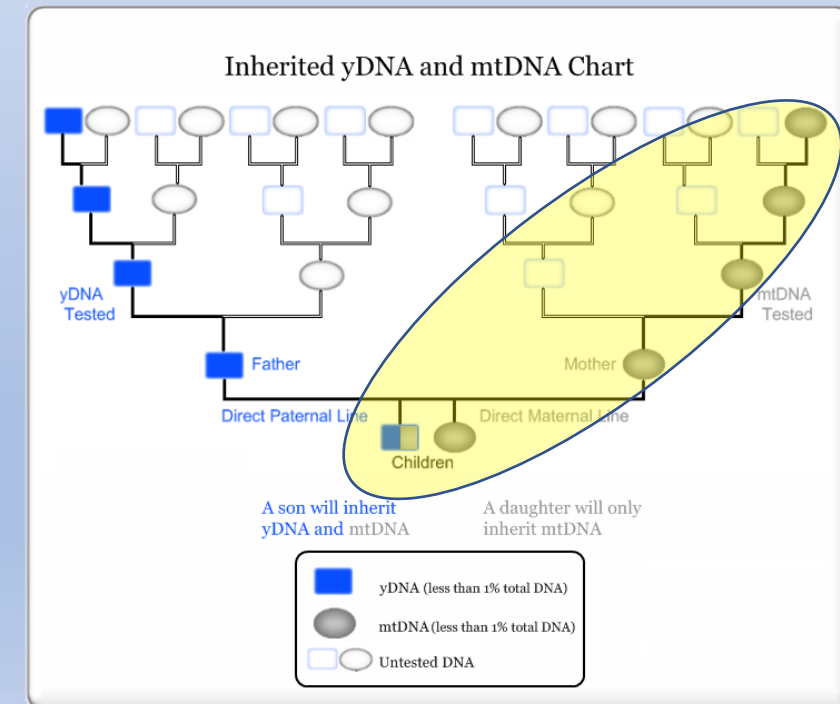 Inherited yDNA and mtDNA Chart
yDNA
Tested
mtDNA
Tested
Father
Mother
Direct Paternal Line
Direct Maternal Line
Children
A son will inherit
yDNA and mtDNA
A daughter will only
inherit mtDNA
yDNA (less than 1% total DNA)
mtDNA(less than 1% total DNA)
Untested DNA